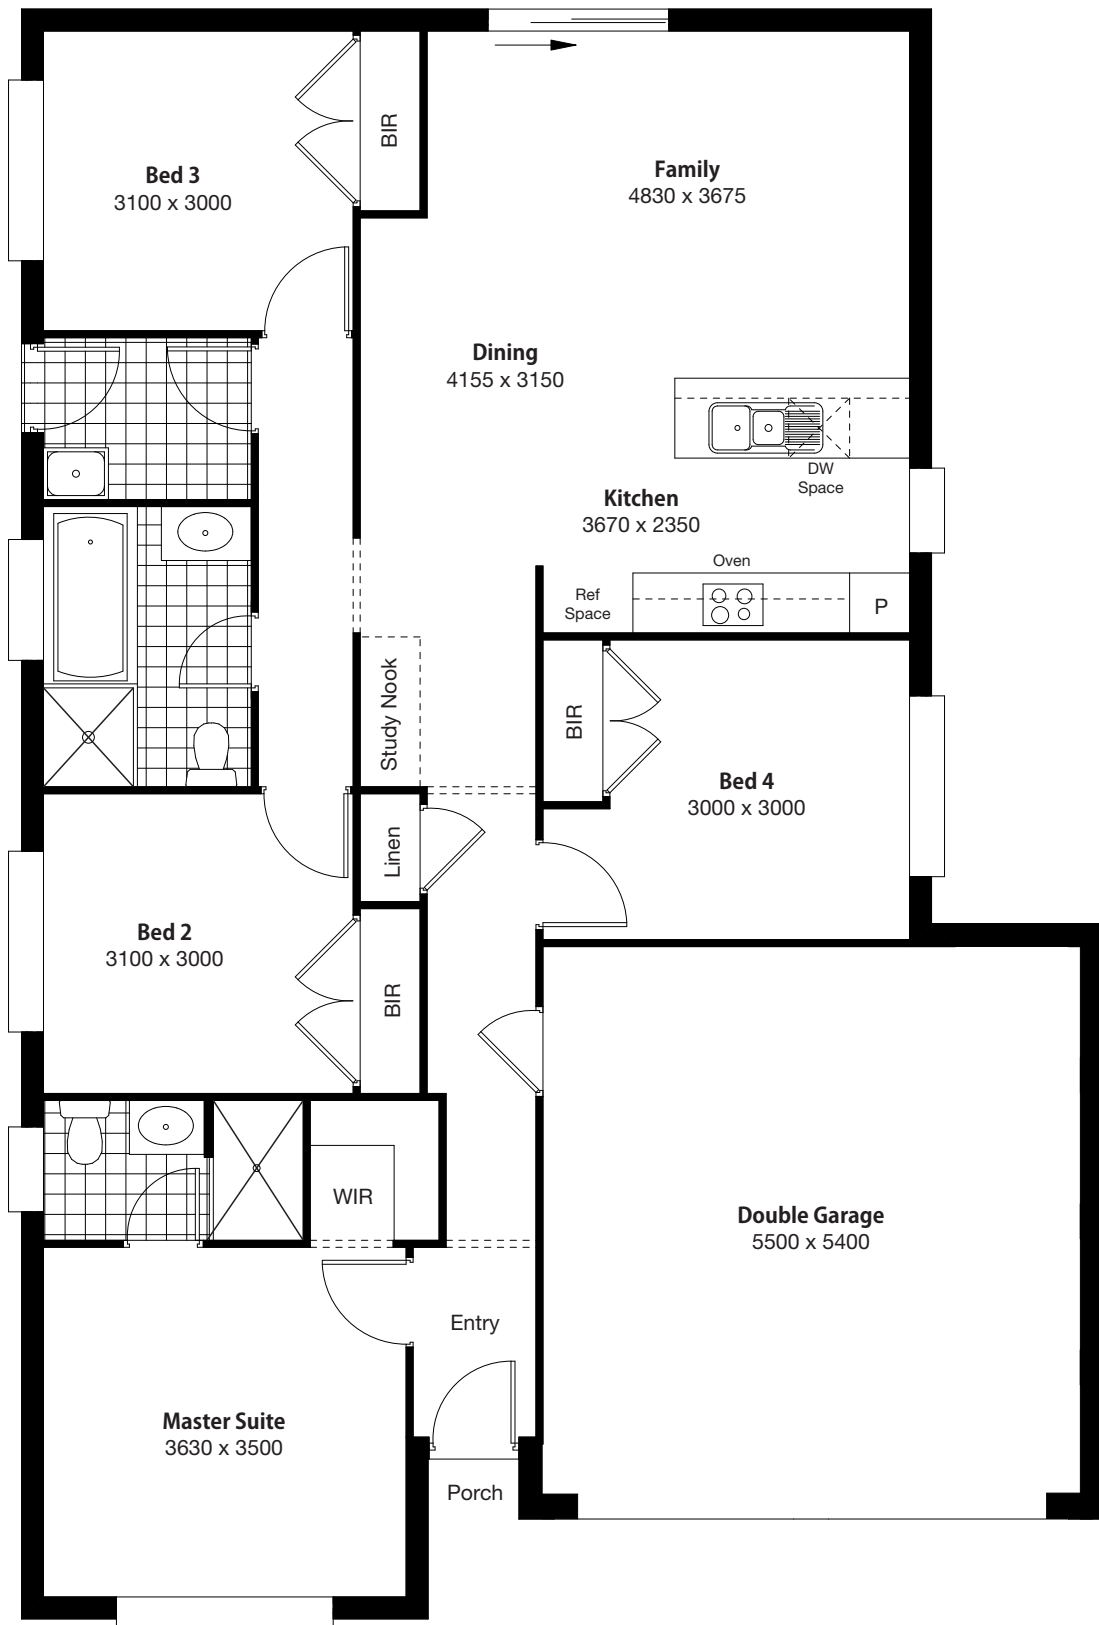 BIR
Bed 3
3100 x 3000
Family
4830 x 3675
Dining
4155 x 3150
DW
Space
Kitchen
3670 x 2350
Oven
Ref
Space
P
Study Nook
BIR
Bed 4
3000 x 3000
Linen
Bed 2
3100 x 3000
BIR
WIR
Double Garage
5500 x 5400
Entry
Master Suite
3630 x 3500
Porch